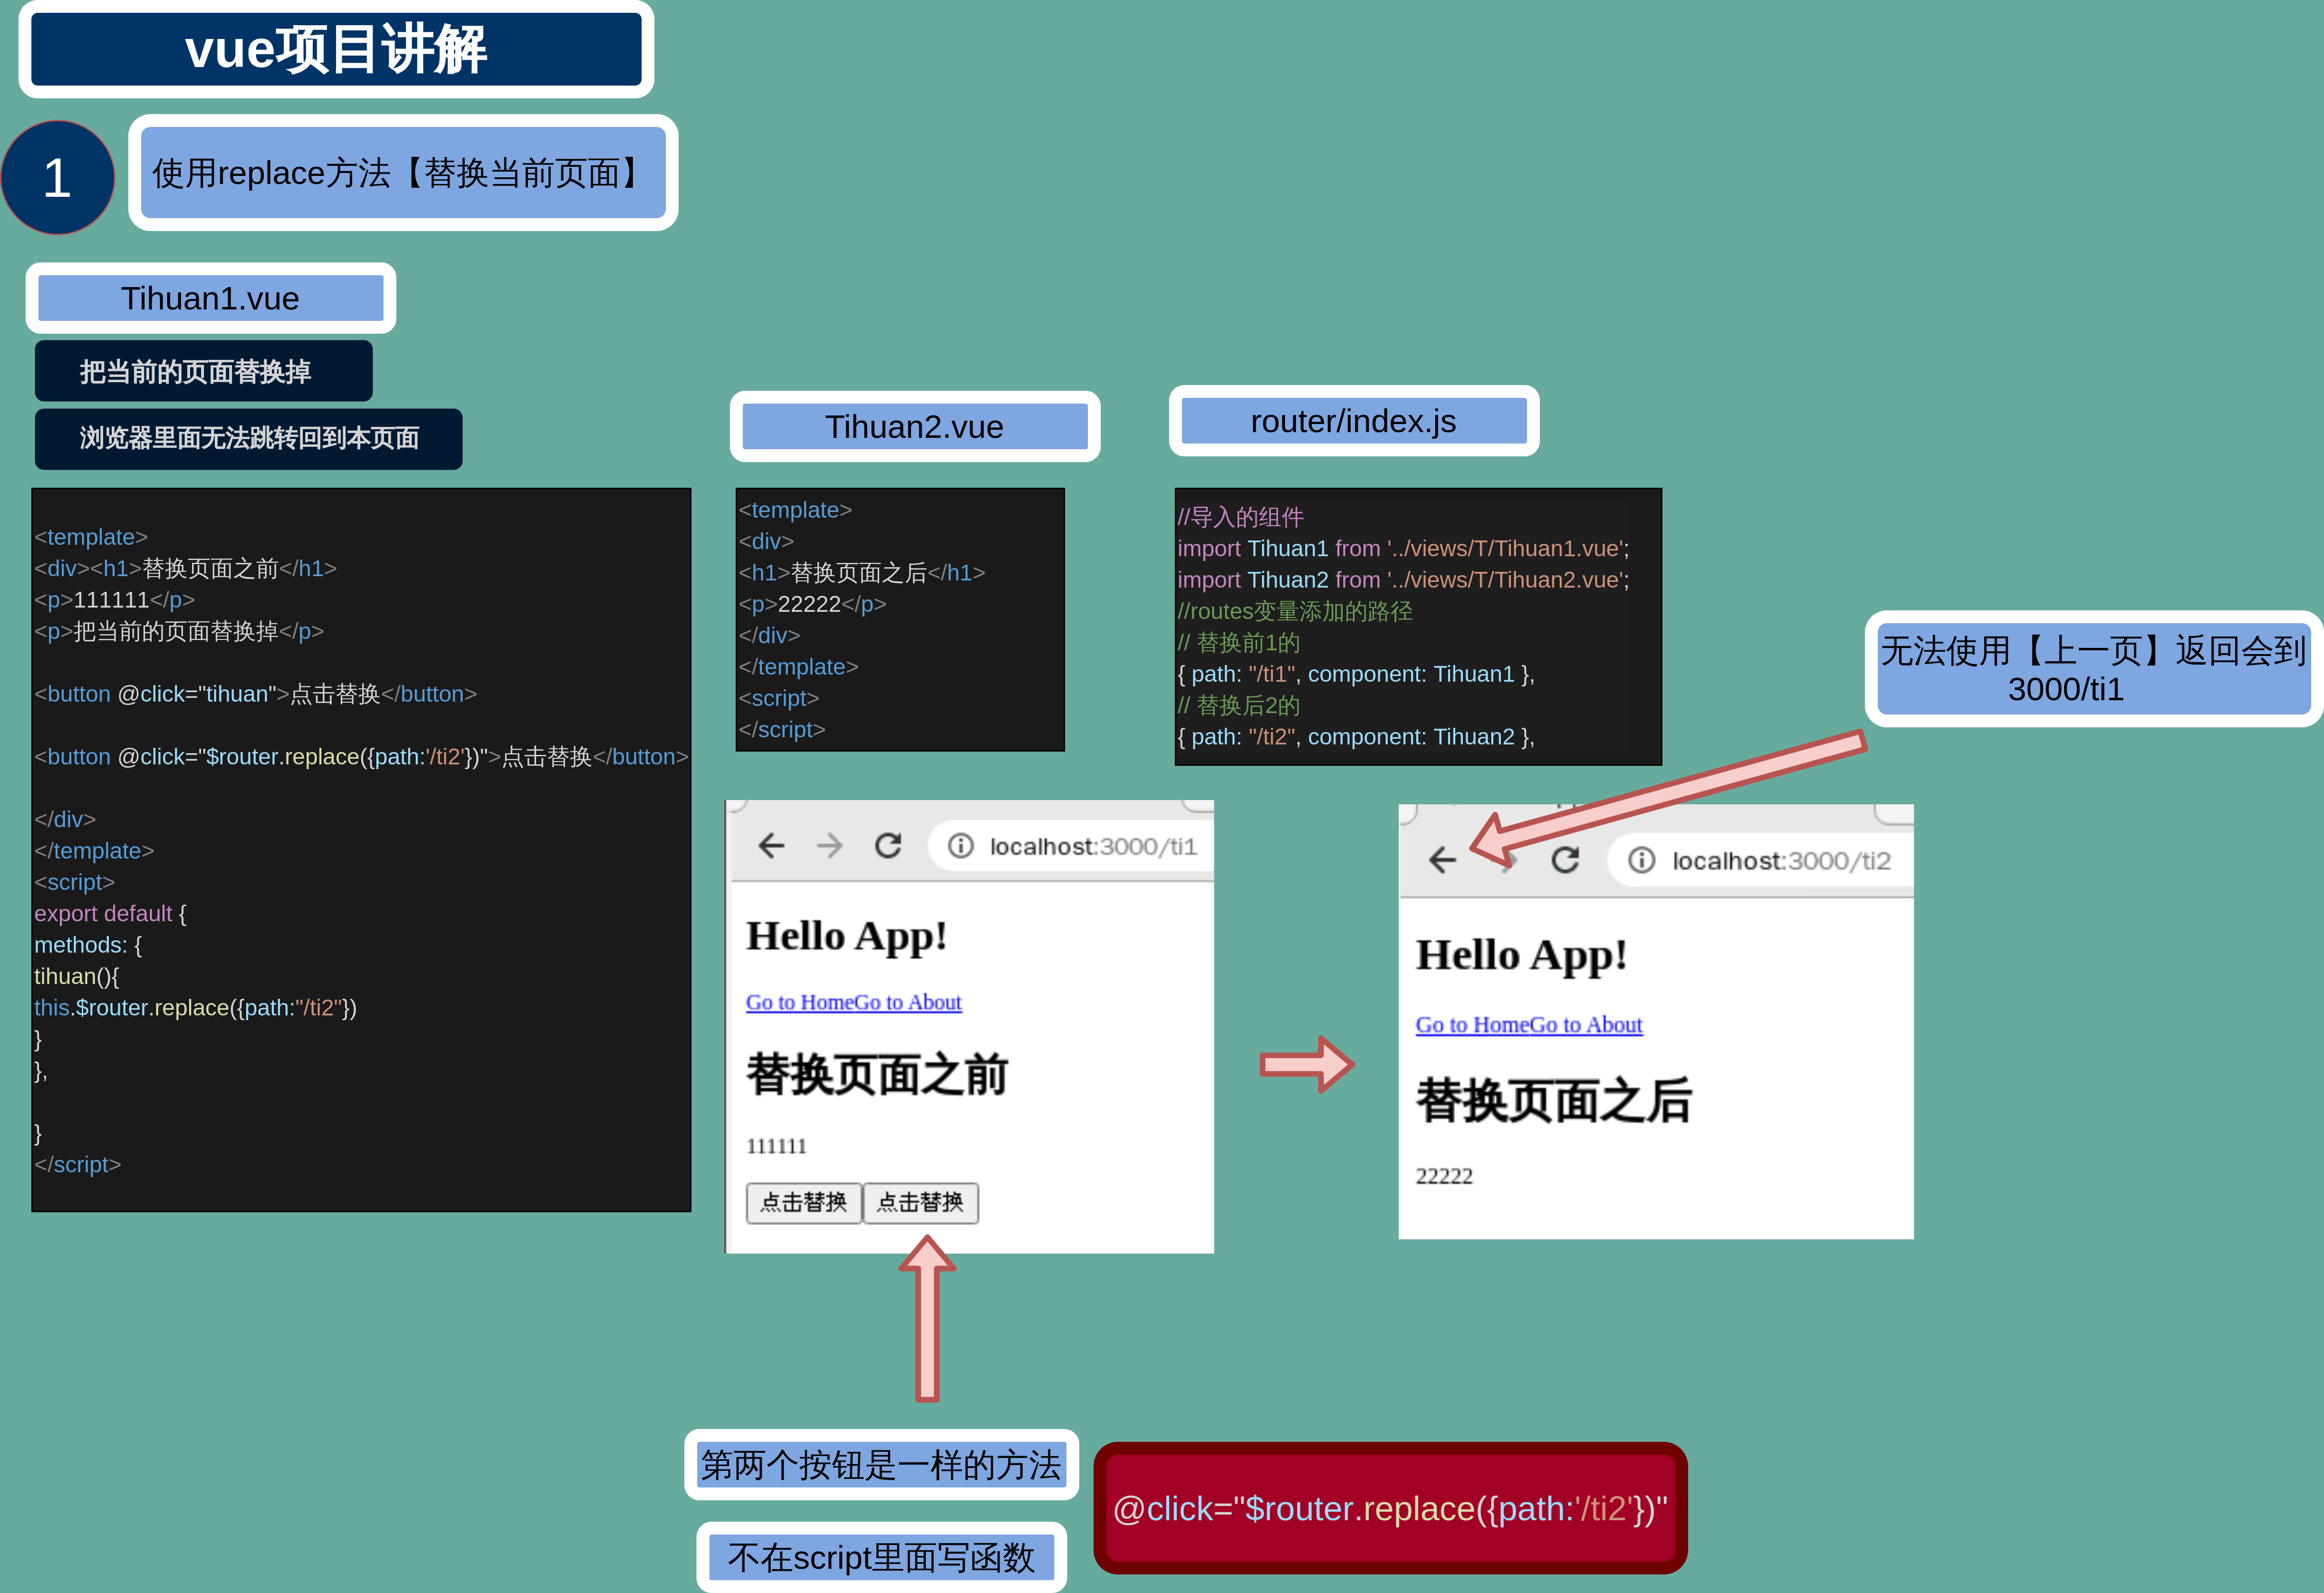 vue项目讲解
1
使用replace方法【替换当前页面】
Tihuan1.vue
把当前的页面替换掉
浏览器里面无法跳转回到本页面
<template>
<div><h1>替换页面之前</h1>
<p>111111</p>
<p>把当前的页面替换掉</p>
<button @click="tihuan">点击替换</button>
<button @click="$router.replace({path:'/ti2'})">点击替换</button>
</div>
</template>
<script>
export default {
methods: {
tihuan(){
this.$router.replace({path:"/ti2"})
}
},
}
</script>
Tihuan2.vue
<template>
<div>
<h1>替换页面之后</h1>
<p>22222</p>
</div>
</template>
<script>
</script>
router/index.js
//导入的组件
import Tihuan1 from '../views/T/Tihuan1.vue';
import Tihuan2 from '../views/T/Tihuan2.vue';
//routes变量添加的路径
// 替换前1的
{ path: "/ti1", component: Tihuan1 },
// 替换后2的
{ path: "/ti2", component: Tihuan2 },
无法使用【上一页】返回会到
3000/ti1
localhost:3000/ti1
Hello App!
Go to HomeGo to About
替换页面之前
111111
点击替换 点击替换
localhost:3000/ti2
Hello App!
Go to HomeGo to About
替换页面之后
22222
第两个按钮是一样的方法
不在script里面写函数
@click="$router.replace({path:'/ti2'})"